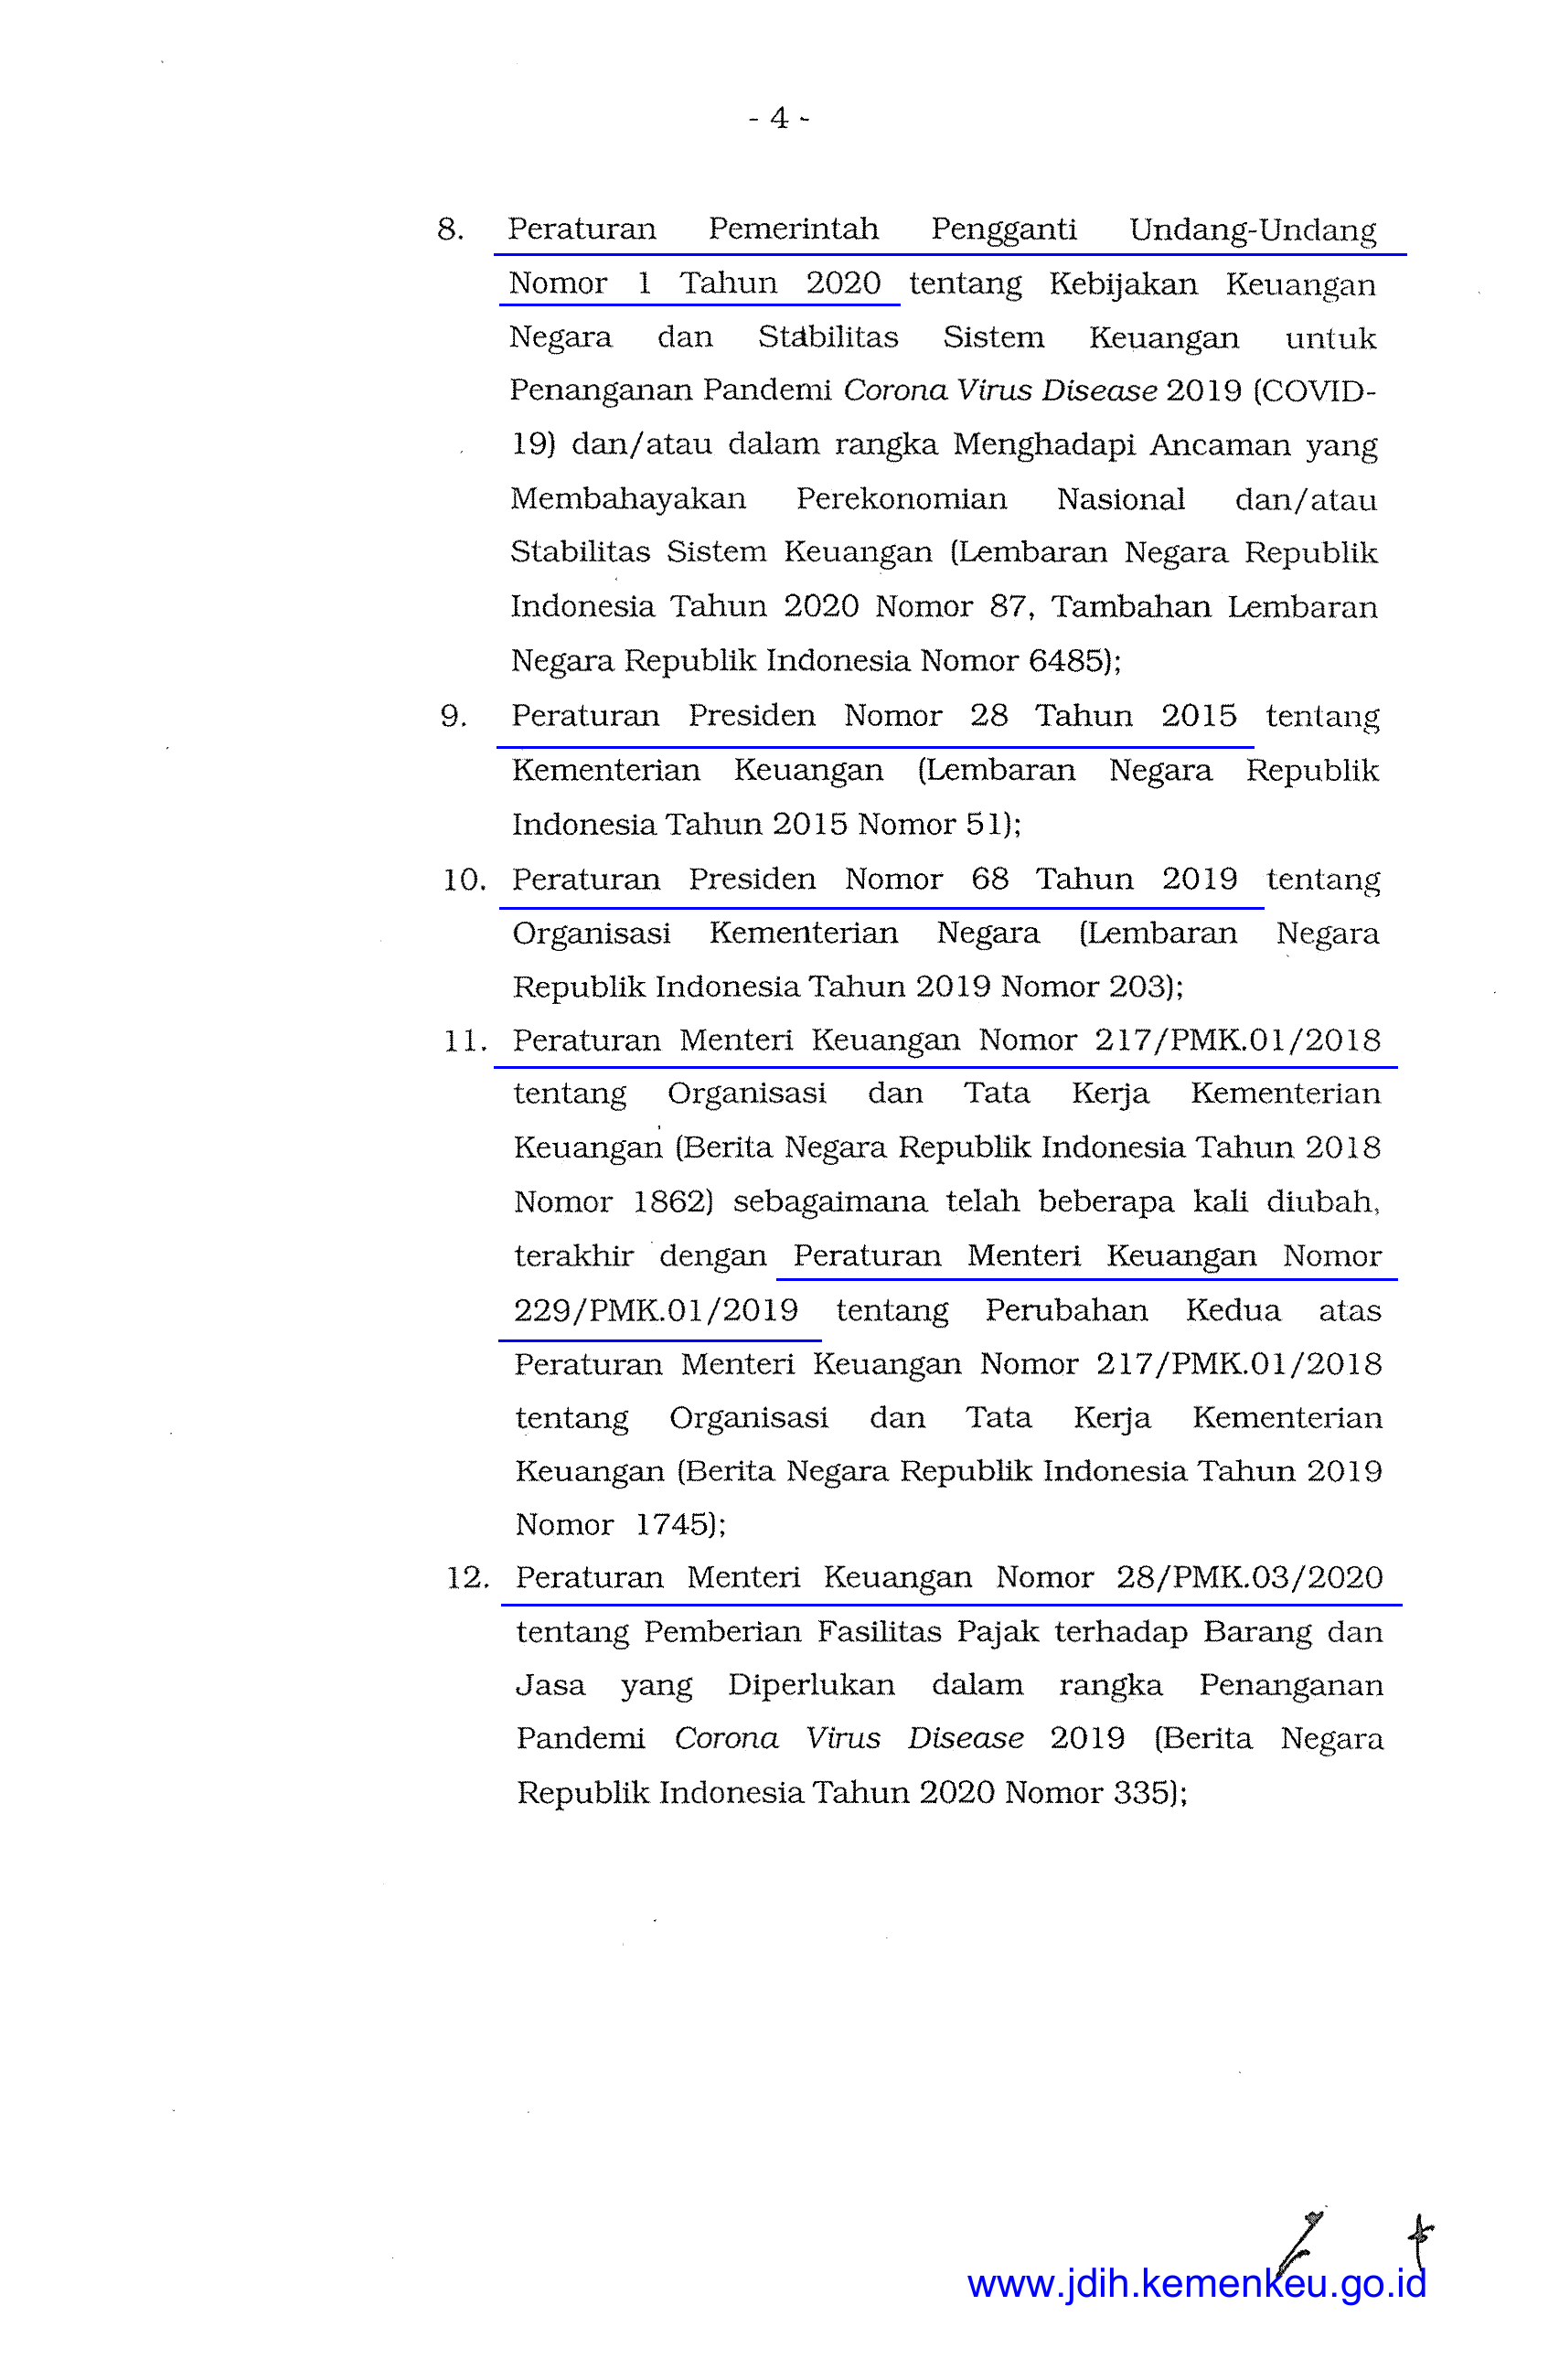 - 4 -
8. Peraturan Pemerintah Pengganti Undang-Undang
Nomor 1 Tahun 2020 tentang Kebijakan Keuangan
Negara dan Stabilitas Sistem Keuangan untuk
Penanganan Pandemi Corona Virus Disease 2019 (COVID-
19) dan/atau dalam rangka Menghadapi Ancaman yang
Membahayakan Perekonomian Nasional dan/atau
Stabilitas Sistem Keuangan (Lembaran Negara Republik
Indonesia Tahun 2020 Nomor 87, Tambahan Lembaran
Negara Republik Indonesia Nomor 6485);
9. Peraturan Presiden Nomor 28 Tahun 2015 tentang
Kementerian Keuangan (Lembaran Negara Republik
Indonesia Tahun 2015 Nomor 51);
10. Peraturan Presiden Nomor 68 Tahun 2019 tentang
Organisasi Kementerian Negara (Lembaran Negara
Republik Indonesia Tahun 2019 Nomor 203);
11. Peraturan Menteri Keuangan Nomor 217/PMK.01/2018
tentang Organisasi dan Tata Kerja Kementerian
Keuangan (Berita Negara Republik Indonesia Tahun 2018
Nomor 1862) sebagaimana telah beberapa kali diubah,
terakhir dengan Peraturan Menteri Keuangan Nomor
229/PMK.01/2019 tentang Perubahan Kedua atas
Peraturan Menteri Keuangan Nomor 217/PMK.01/2018
tentang Organisasi dan Tata Kerja Kementerian
Keuangan (Berita Negara Republik Indonesia Tahun 2019
Nomor 1745);
12. Peraturan Menteri Keuangan Nomor 28/PMK.03/2020
tentang Pemberian Fasilitas Pajak terhadap Barang dan
Jasa yang Diperlukan dalam rangka Penanganan
Pandemi Corona Virus Disease 2019 (Berita Negara
Republik Indonesia Tahun 2020 Nomor 335);
www.jdih.kemenkeu.go.id